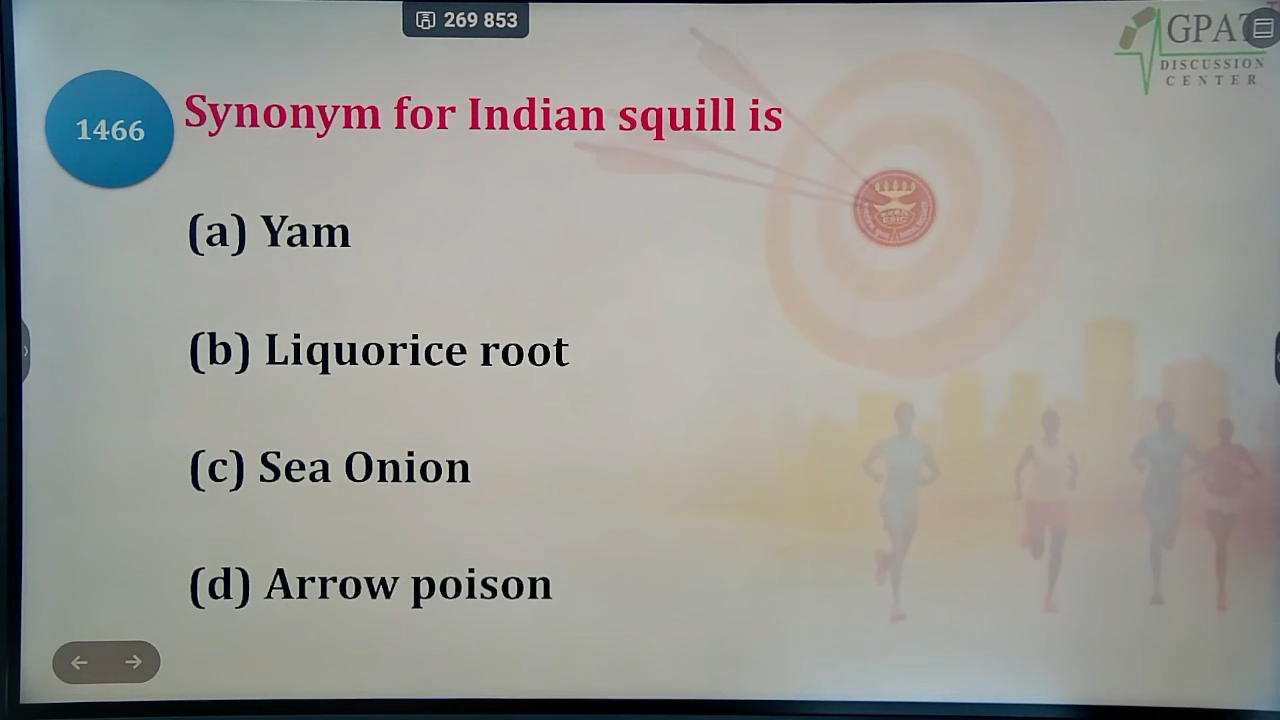 269 853
GPAT
DISCUSSION
CENTER
1466
Synonym for Indian squill is
(a) Yam
(b) Liquorice root
(c) Sea Onion
(d) Arrow poison